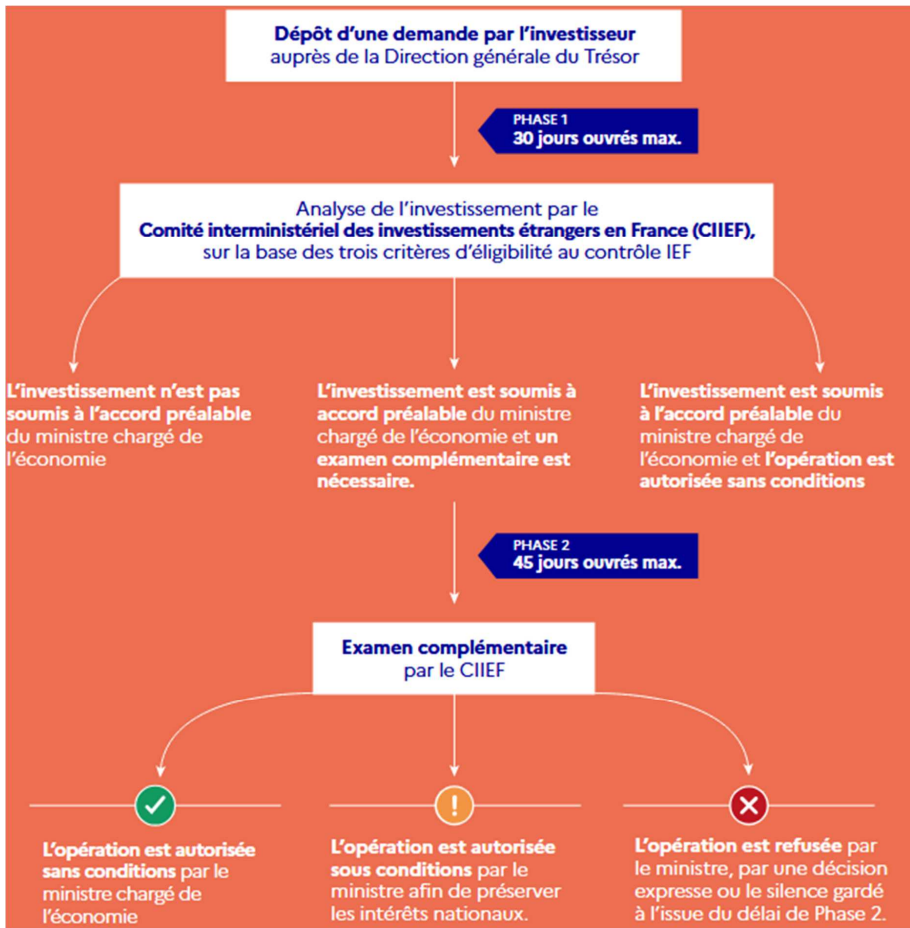 Dépôt d'une demande par l'investisseur
auprès de la Direction générale du Trésor
PHASE 1
30 jours ouvrés max.
Analyse de l'investissement par le
Comité interministériel des investissements étrangers en France (CIIEF),
sur la base des trois critères d'éligibilité au contrôle IEF
L'investissement n'est pas
soumis à l'accord préalable
du ministre chargé de
l'économie
L'investissement est soumis à
accord préalable du ministre
chargé de l'économie et un
examen complémentaire est
nécessaire.
L'investissement est soumis
à l'accord préalable du
ministre chargé de
l'économie et l'opération est
autorisée sans conditions
PHASE 2
45 jours ouvrés max.
Examen complémentaire
par le CIIEF
L'opération est autorisée
sans conditions par le
ministre chargé de
l'économie
L'opération est autorisée
sous conditions par le
ministre afin de préserver
les intérêts nationaux.
L'opération est refusée par
le ministre, par une décision
expresse ou le silence gardé
à l'issue du délai de Phase 2.